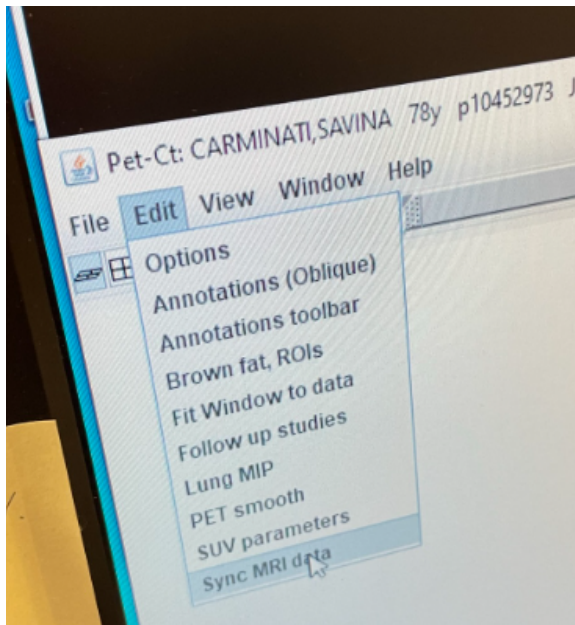 Pet-Ct: CARMINATI,SAVINA 78y p10452973 J
File Edit View Window Help
Options
Annotations (Oblique)
Annotations toolbar
Brown fat, ROIs
Fit Window to data
Follow up studies
Lung MIP
PET smooth
SUV parameters
Sync MRI data